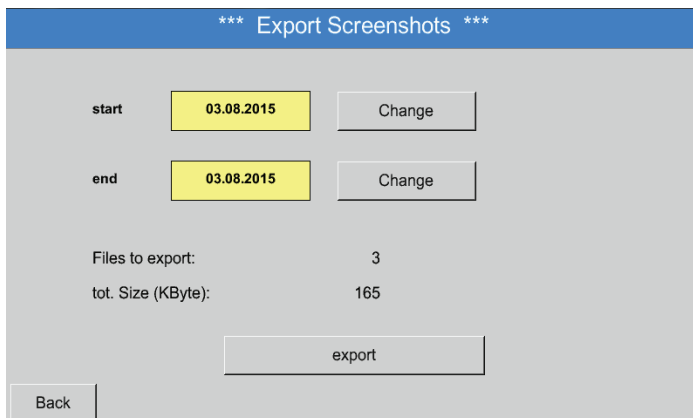 *** Export Screenshots ***
start 03.08.2015 Change
end 03.08.2015 Change
Files to export: 3
tot. Size (KByte): 165
export
Back